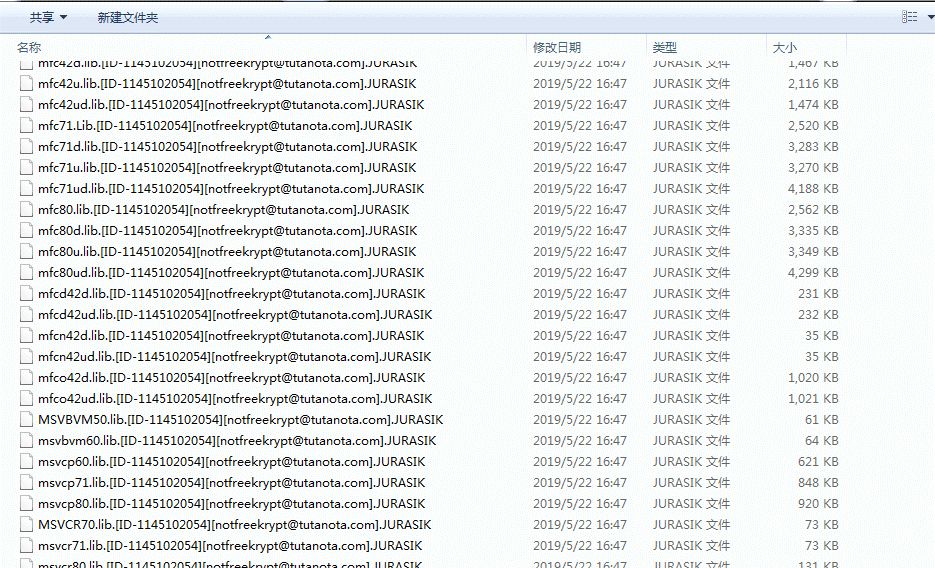 共享 新建文件夹
名称 修改日期 类型 大小
mfc42d.lib.[ID-1145102054][notfreekrypt@tutanota.com].JURASIK 2019/5/22 16:47 JURASIK 文件 1,467 KB
mfc42u.lib.[ID-1145102054][notfreekrypt@tutanota.com].JURASIK 2019/5/22 16:47 JURASIK 文件 2,116 KB
mfc42ud.lib.[ID-1145102054][notfreekrypt@tutanota.com].JURASIK 2019/5/22 16:47 JURASIK 文件 1,474 KB
mfc71.Lib.[ID-1145102054][notfreekrypt@tutanota.com].JURASIK 2019/5/22 16:47 JURASIK 文件 2,520 KB
mfc71d.lib.[ID-1145102054][notfreekrypt@tutanota.com].JURASIK 2019/5/22 16:47 JURASIK 文件 3,283 KB
mfc71u.lib.[ID-1145102054][notfreekrypt@tutanota.com].JURASIK 2019/5/22 16:47 JURASIK 文件 3,270 KB
mfc71ud.lib.[ID-1145102054][notfreekrypt@tutanota.com].JURASIK 2019/5/22 16:47 JURASIK 文件 4,188 KB
mfc80.lib.[ID-1145102054][notfreekrypt@tutanota.com].JURASIK 2019/5/22 16:47 JURASIK 文件 2,562 KB
mfc80d.lib.[ID-1145102054][notfreekrypt@tutanota.com].JURASIK 2019/5/22 16:47 JURASIK 文件 3,335 KB
mfc80u.lib.[ID-1145102054][notfreekrypt@tutanota.com].JURASIK 2019/5/22 16:47 JURASIK 文件 3,349 KB
mfc80ud.lib.[ID-1145102054][notfreekrypt@tutanota.com].JURASIK 2019/5/22 16:47 JURASIK 文件 4,299 KB
mfcd42d.lib.[ID-1145102054][notfreekrypt@tutanota.com].JURASIK 2019/5/22 16:47 JURASIK 文件 231 KB
mfcd42ud.lib.[ID-1145102054][notfreekrypt@tutanota.com].JURASIK 2019/5/22 16:47 JURASIK 文件 232 KB
mfcn42d.lib.[ID-1145102054][notfreekrypt@tutanota.com].JURASIK 2019/5/22 16:47 JURASIK 文件 35 KB
mfcn42ud.lib.[ID-1145102054][notfreekrypt@tutanota.com].JURASIK 2019/5/22 16:47 JURASIK 文件 35 KB
mfco42d.lib.[ID-1145102054][notfreekrypt@tutanota.com].JURASIK 2019/5/22 16:47 JURASIK 文件 1,020 KB
mfco42ud.lib.[ID-1145102054][notfreekrypt@tutanota.com].JURASIK 2019/5/22 16:47 JURASIK 文件 1,021 KB
MSVBVM50.lib.[ID-1145102054][notfreekrypt@tutanota.com].JURASIK 2019/5/22 16:47 JURASIK 文件 61 KB
msvbvm60.lib.[ID-1145102054][notfreekrypt@tutanota.com].JURASIK 2019/5/22 16:47 JURASIK 文件 64 KB
msvcp60.lib.[ID-1145102054][notfreekrypt@tutanota.com].JURASIK 2019/5/22 16:47 JURASIK 文件 621 KB
msvcp71.lib.[ID-1145102054][notfreekrypt@tutanota.com].JURASIK 2019/5/22 16:47 JURASIK 文件 848 KB
msvcp80.lib.[ID-1145102054][notfreekrypt@tutanota.com].JURASIK 2019/5/22 16:47 JURASIK 文件 920 KB
MSVCR70.lib.[ID-1145102054][notfreekrypt@tutanota.com].JURASIK 2019/5/22 16:47 JURASIK 文件 73 KB
msvcr71.lib.[ID-1145102054][notfreekrypt@tutanota.com].JURASIK 2019/5/22 16:47 JURASIK 文件 73 KB
msvcr80.lib.[ID-1145102054][notfreekrypt@tutanota.com].JURASIK 2019/5/22 16:47 JURASIK 文件 131 KB